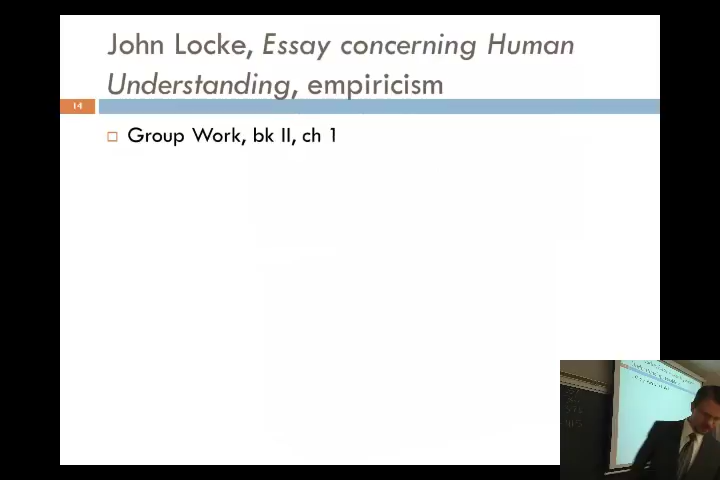 John Locke, Essay concerning Human
Understanding, empiricism
14
Group Work, bk II, ch 1